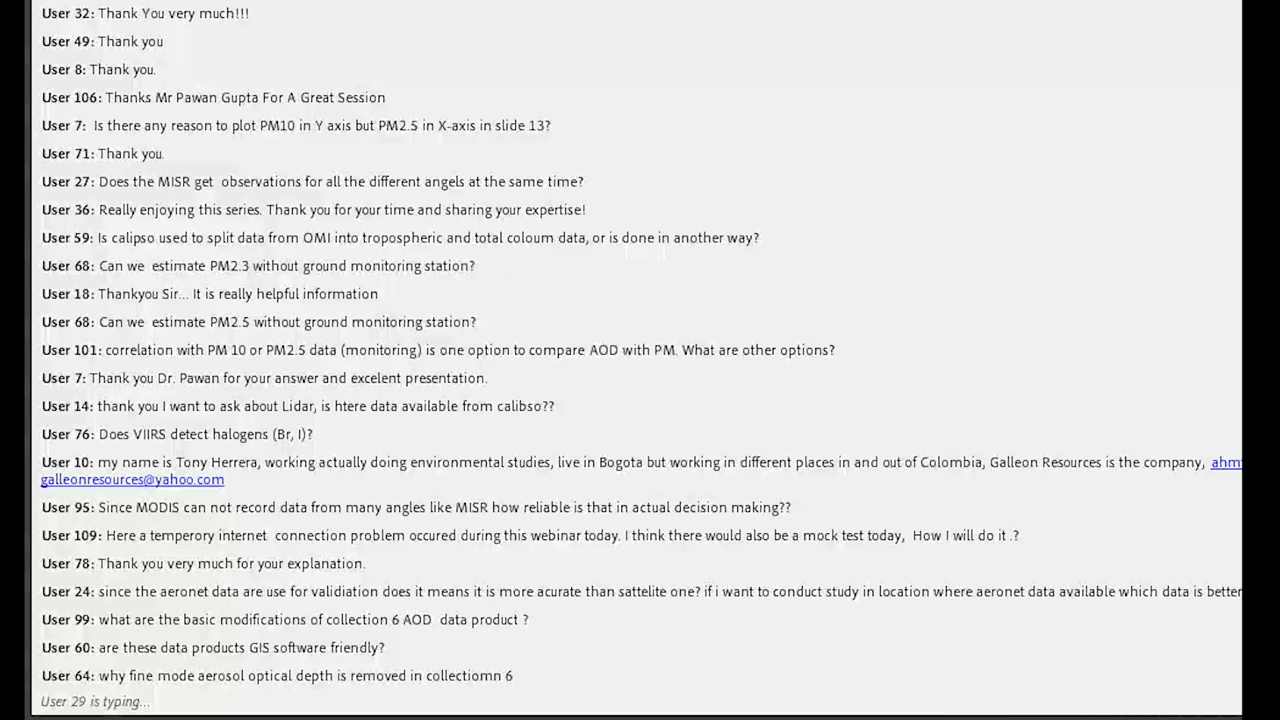 User 32: Thank You very much!!!
User 49: Thank you
User 8: Thank you.
User 106: Thanks Mr Pawan Gupta For A Great Session
User 7: Is there any reason to plot PM10 in Y axis but PM2.5 in X-axis in slide 13?
User 71: Thank you.
User 27: Does the MISR get observations for all the different angels at the same time?
User 36: Really enjoying this series. Thank you for your time and sharing your expertise!
User 59: Is calipso used to split data from OMI into tropospheric and total coloum data, or is done in another way?
User 68: Can we estimate PM2.3 without ground monitoring station?
User 18: Thankyou Sir... It is really helpful information
User 68: Can we estimate PM2.5 without ground monitoring station?
User 101: correlation with PM 10 or PM2.5 data (monitoring) is one option to compare AOD with PM. What are other options?
User 7: Thank you Dr. Pawan for your answer and excelent presentation.
User 14: thank you I want to ask about Lidar, is htere data available from calibso??
User 76: Does VIIRS detect halogens (Br, I)?
User 10: my name is Tony Herrera, working actually doing environmental studies, live in Bogota but working in different places in and out of Colombia, Galleon Resources is the company,
galleonresources@yahoo.com
User 95: Since MODIS can not record data from many angles like MISR how reliable is that in actual decision making??
User 109: Here a temperory internet connection problem occured during this webinar today. I think there would also be a mock test today, How I will do it .?
User 78: Thank you very much for your explanation.
User 24: since the aeronet data are use for validiation does it means it is more acurate than sattelite one? if i want to conduct study in location where aeronet data available which data is better
User 99: what are the basic modifications of collection 6 AOD data product ?
User 60: are these data products GIS software friendly?
User 64: why fine mode aerosol optical depth is removed in collectiomn 6
User 29 is typing...